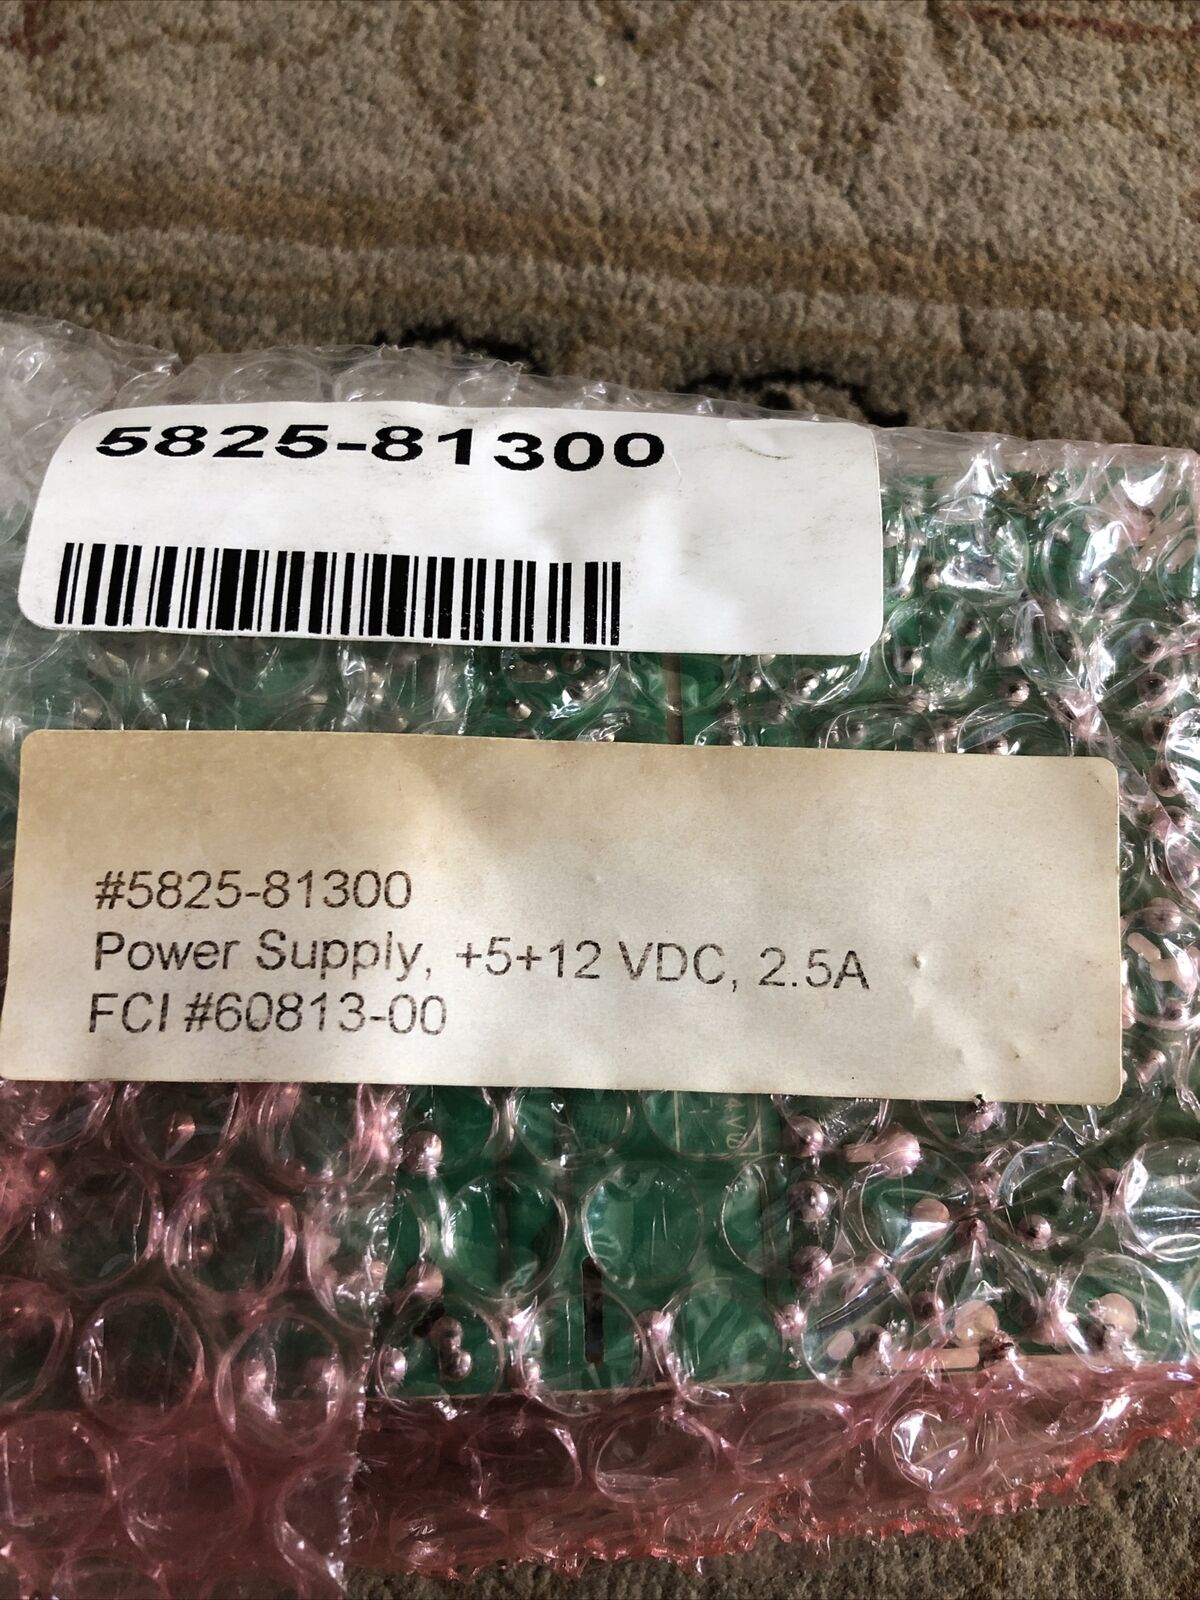 5825-81300
#5825-81300
Power Supply, +5+12 VDC, 2.5A
FCI #60813-00